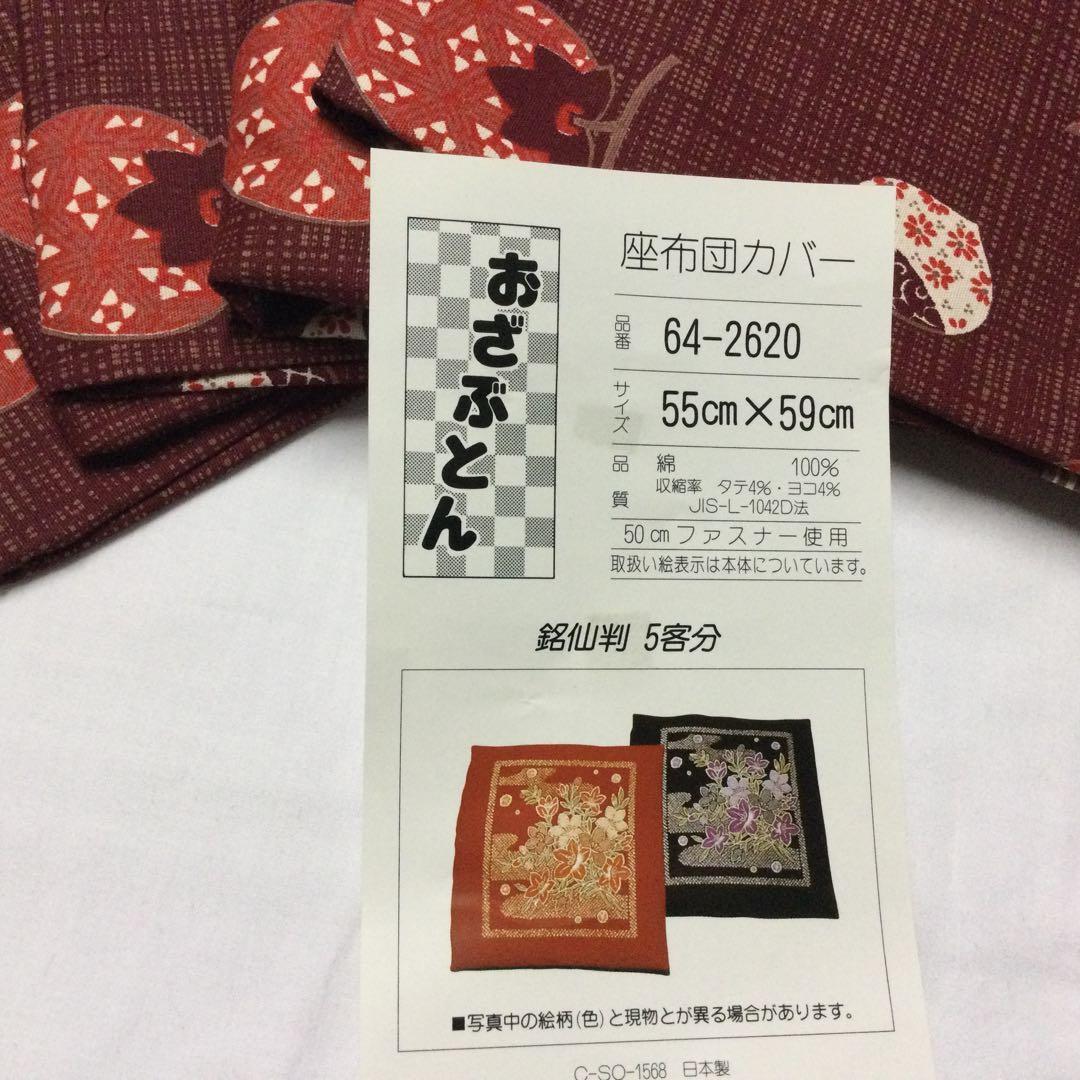 おざぶとん
座布団カバー
品番 64-2620
サイズ 55cm×59cm
品質 綿 100%
収縮率 タテ4%・ヨコ4%
JIS-L-1042D法
50cmファスナー使用
取扱い絵表示は本体についています。
銘仙判 5客分
■写真中の絵柄(色)と現物とが異る場合があります。
C-SO-1568 日本製